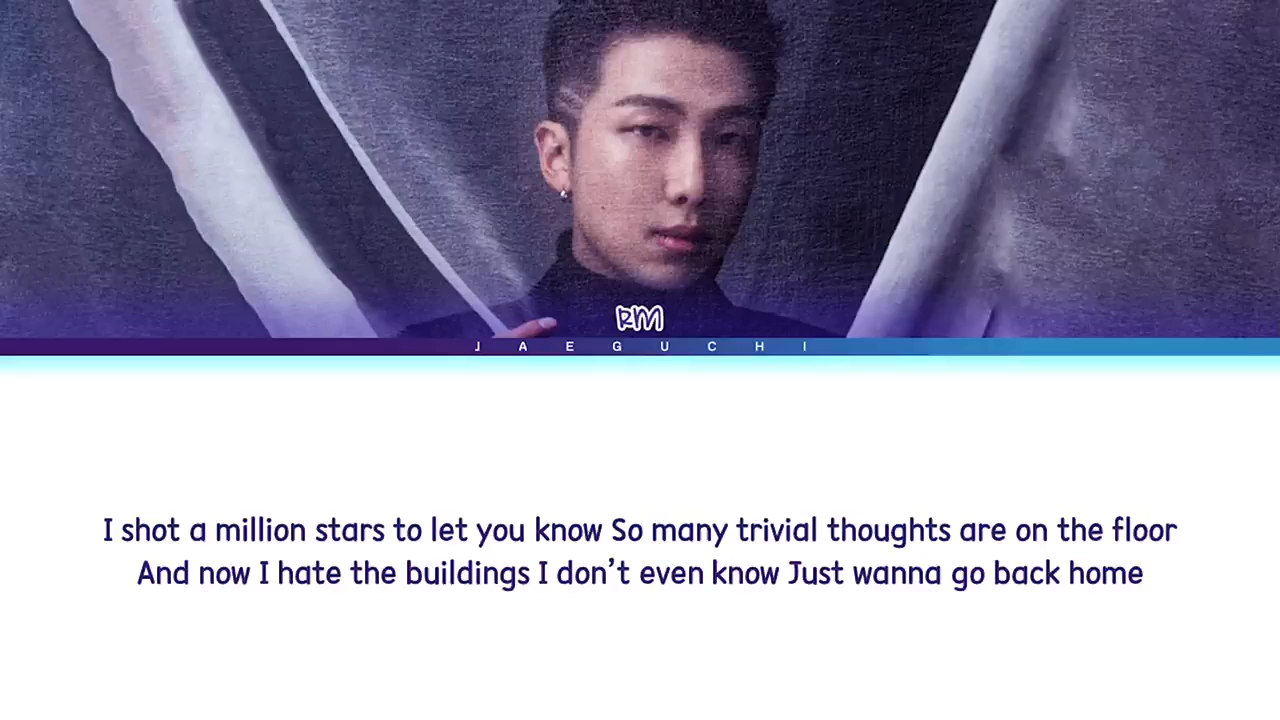 RM
JAEGUCHI
I shot a million stars to let you know So many trivial thoughts are on the floor
And now I hate the buildings I don't even know Just wanna go back home